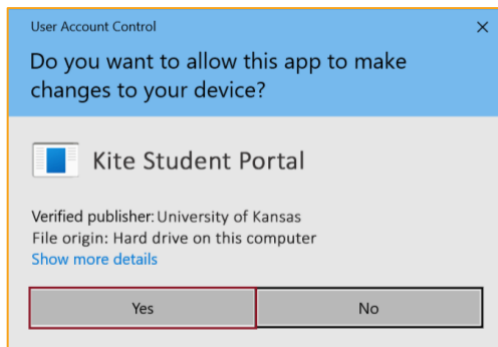 User Account Control
Do you want to allow this app to make
changes to your device?
Kite Student Portal
Verified publisher: University of Kansas
File origin: Hard drive on this computer
Show more details
Yes
No